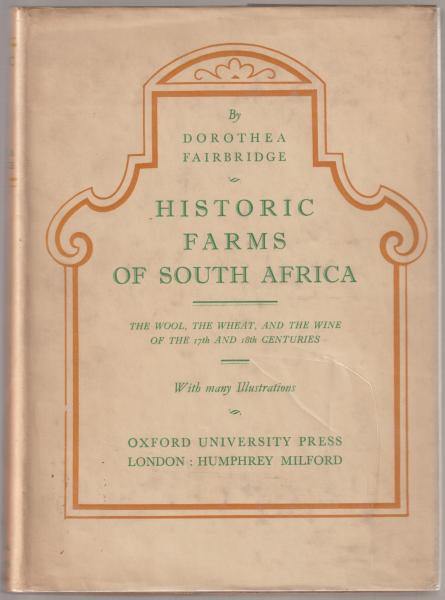 By
DOROTHEA
FAIRBRIDGE
HISTORIC
FARMS
OF SOUTH AFRICA
THE WOOL, THE WHEAT, AND THE WINE
OF THE 17th AND 18th CENTURIES
With many Illustrations
OXFORD UNIVERSITY PRESS
LONDON : HUMPHREY MILFORD